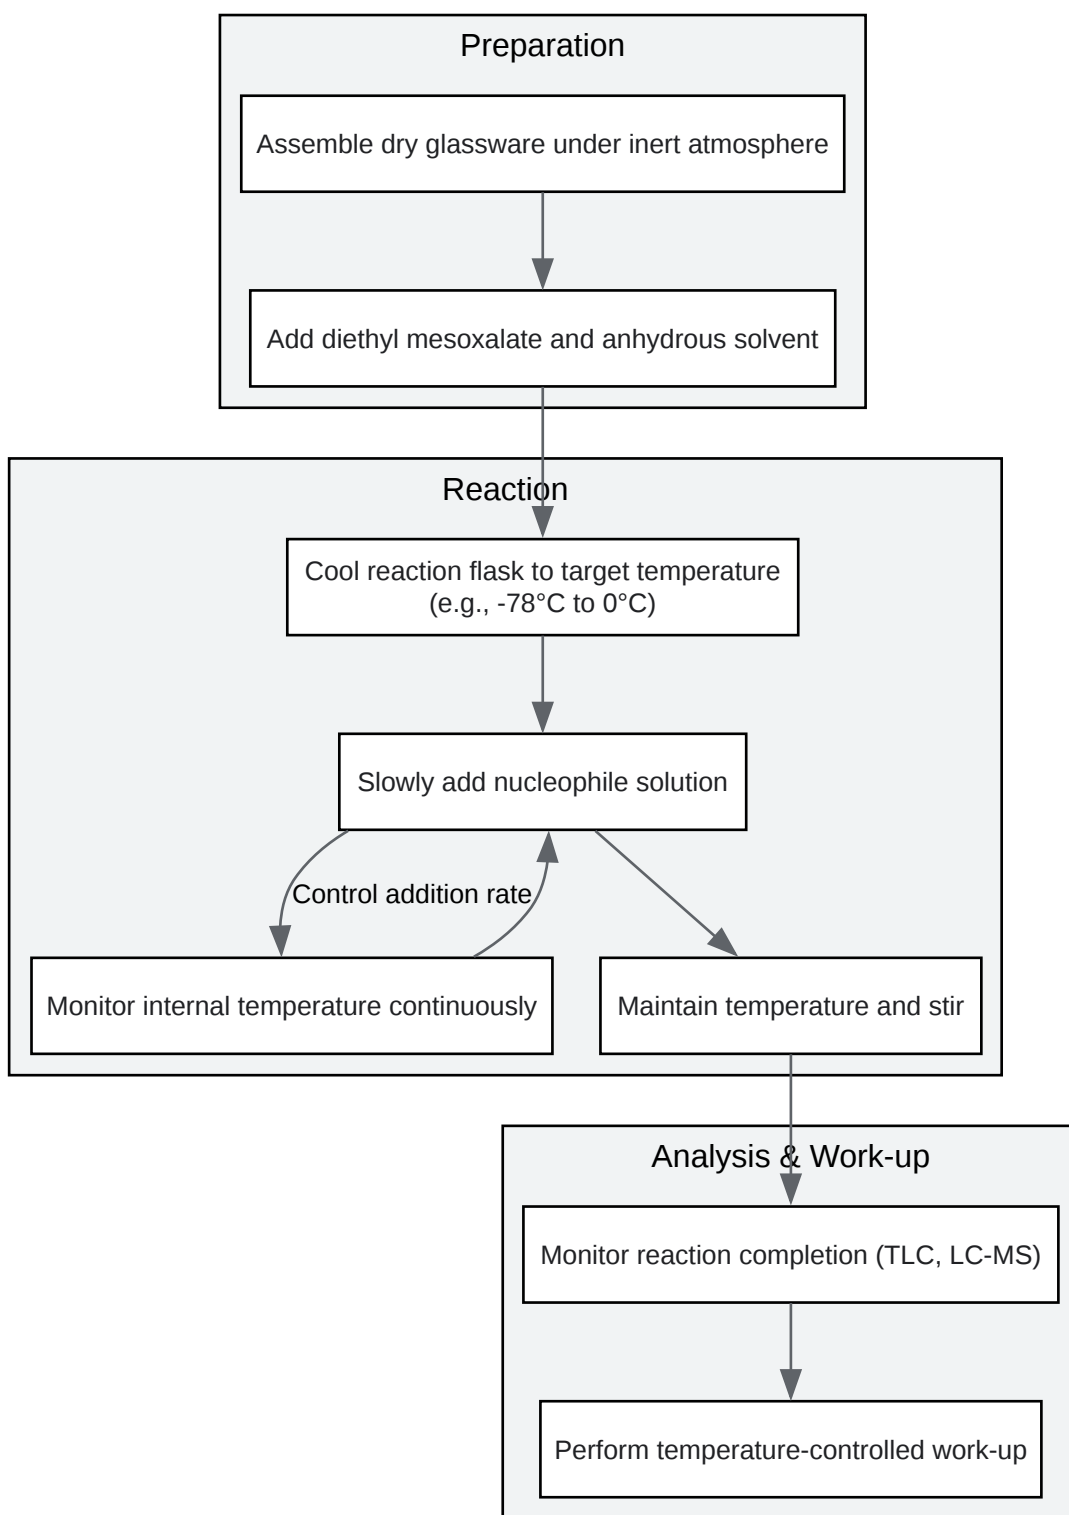 Preparation
Assemble dry glassware under inert atmosphere
Add diethyl mesoxalate and anhydrous solvent
Reaction
Cool reaction flask to target temperature
(e.g., -78°C to 0°C)
Slowly add nucleophile solution
Control addition rate
Monitor internal temperature continuously
Maintain temperature and stir
Analysis & Work-up
Monitor reaction completion (TLC, LC-MS)
Perform temperature-controlled work-up